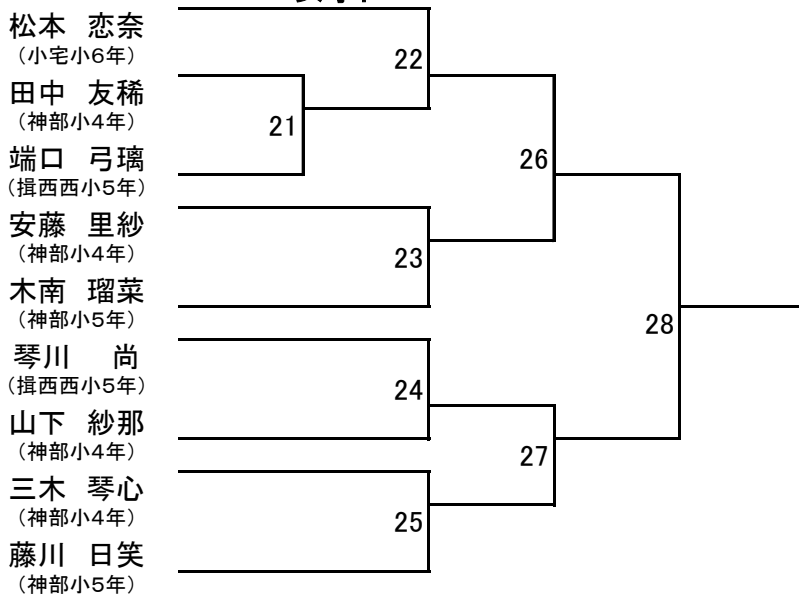 松本 恋奈
（小宅小6年）
22
田中 友稀
（神部小4年）
21
端口 弓璃
26
（揖西西小5年）
安藤 里紗
（神部小4年）
23
木南 瑠菜
（神部小5年）
28
琴川 尚
（揖西西小5年）
24
山下 紗那
（神部小4年）
27
三木 琴心
（神部小4年）
25
藤川 日笑
（神部小5年）